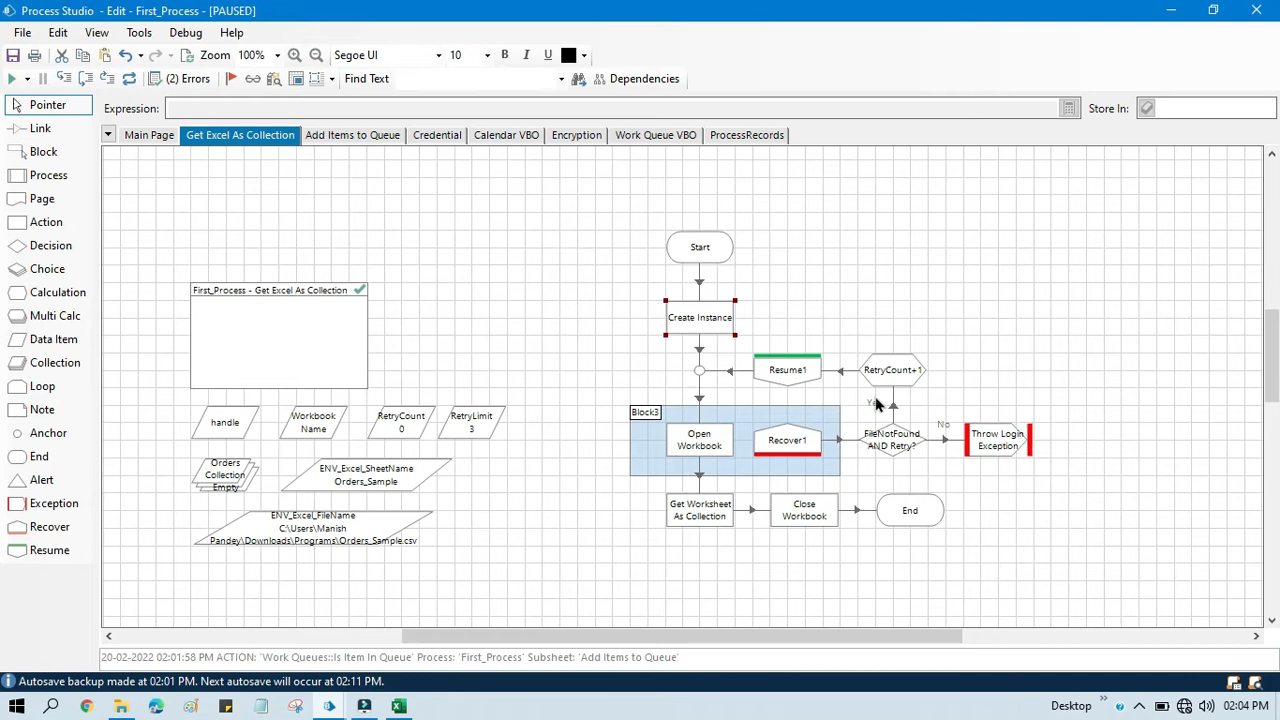 Process Studio - Edit - First_Process - [PAUSED]
File Edit View Tools Debug Help
Zoom 100% Segoe UI 10 B I U
(2) Errors Find Text Dependencies
Expression: Store In:
Pointer
Link
Block
Process
Page
Action
Decision
Choice
Calculation
Multi Calc
Data Item
Collection
Loop
Note
Anchor
End
Alert
Exception
Recover
Resume
Main Page Get Excel As Collection Add Items to Queue Credential Calendar VBO Encryption Work Queue VBO ProcessRecords
First_Process - Get Excel As Collection
handle
Workbook
Name
RetryCount
0
RetryLimit
3
Orders
Collection
Empty
ENV_Excel_SheetName
Orders_Sample
ENV_Excel_FileName
C:\Users\Manish
Pandey\Downloads\Programs\Orders_Sample.csv
Start
Create Instance
Resume1
RetryCount+1
Block3
Open
Workbook
Recover1
FileNotFound
AND Retry?
No
Throw Login
Exception
Get Worksheet
As Collection
Close
Workbook
End
20-02-2022 02:01:58 PM ACTION: 'Work Queues::Is Item In Queue' Process: 'First_Process' Subsheet: 'Add Items to Queue'
Autosave backup made at 02:01 PM. Next autosave will occur at 02:11 PM.
Desktop 02:04 PM